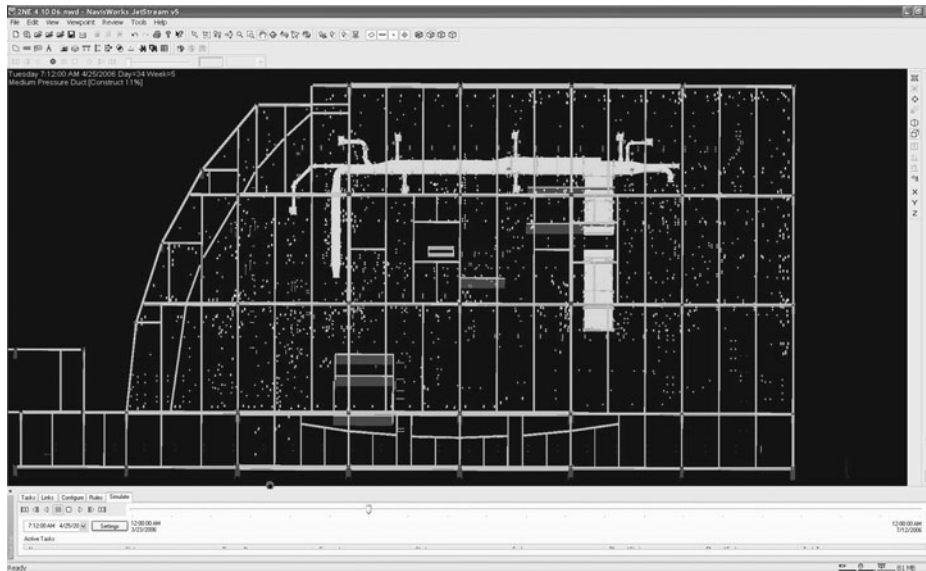 2NE 4 10 06.nwd - NavisWorks JetStream v5
File Edit View Viewpoint Review Tools Help
Tuesday 7:12:00 AM 4/25/2006 Day=34 Week=5
Medium Pressure Duct [Construct 11%]
X
Y
Z
Tasks Links Configure Rules Simulate
7:12:00 AM 4/25/20 Settings
12:00:00 AM
3/23/2006
12:00:00 AM
7/12/2006
Active Tasks
Ready
81 MB